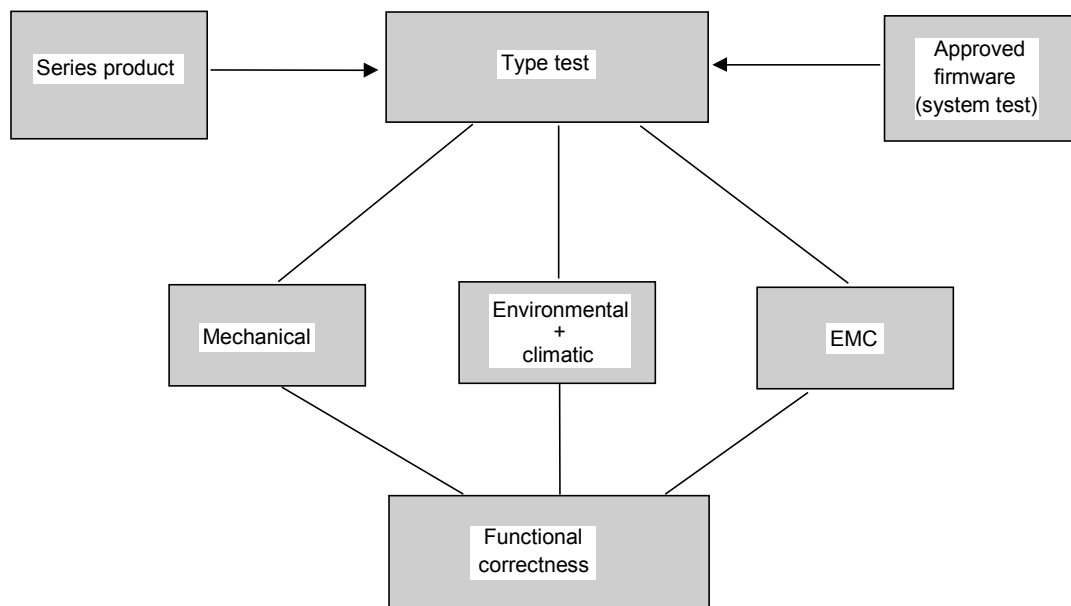 Series product
Type test
Approved
firmware
(system test)
Mechanical
Environmental
+
climatic
EMC
Functional
correctness